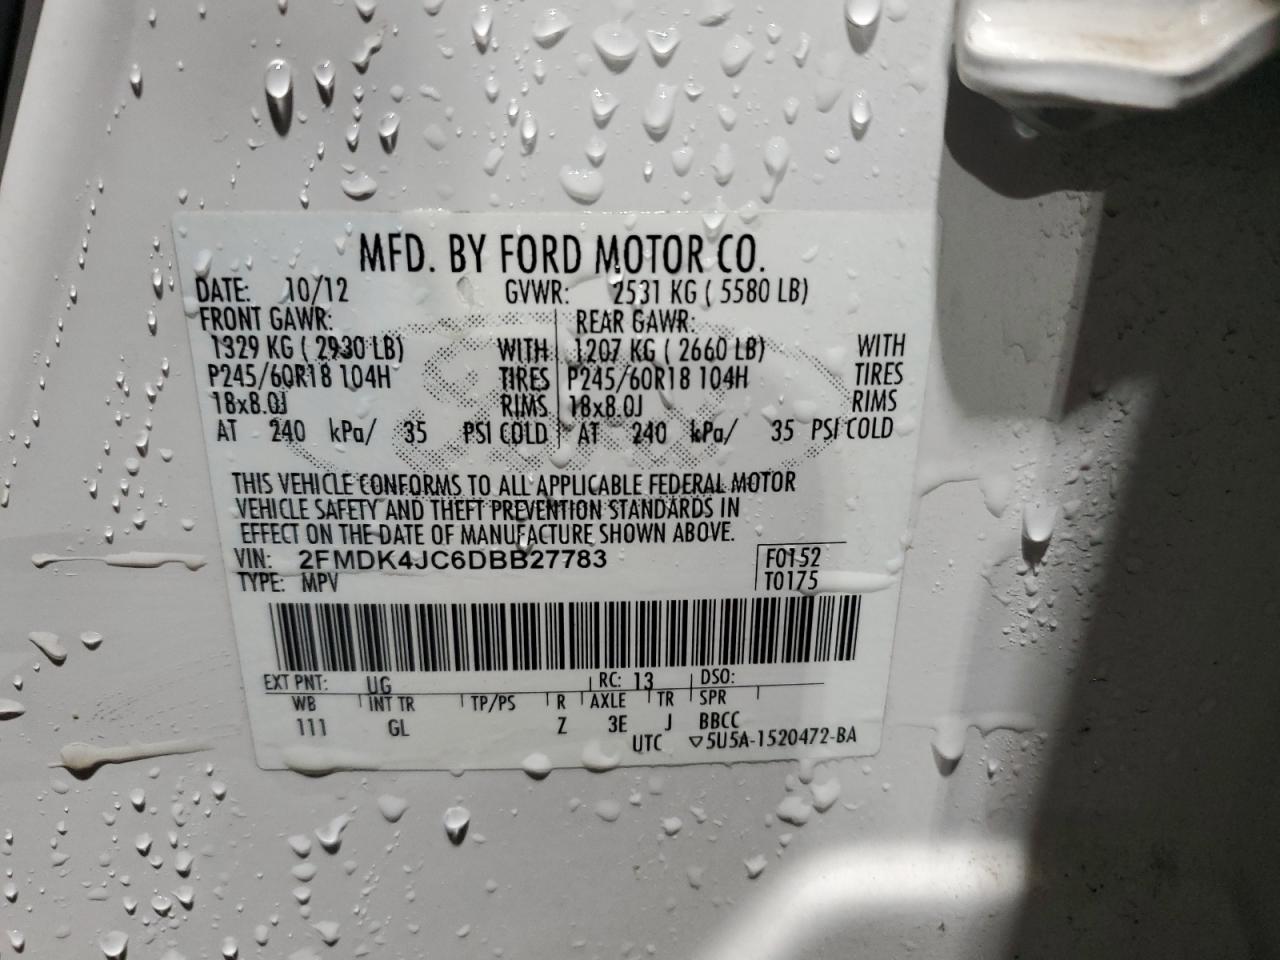 MFD. BY FORD MOTOR CO.
DATE: 10/12 GVWR: 2531 KG ( 5580 LB)
FRONT GAWR: REAR GAWR:
1329 KG ( 2930 LB) WITH 1207 KG ( 2660 LB) WITH
P245/60R18 104H TIRES P245/60R18 104H TIRES
18x8.0J RIMS 18x8.0J RIMS
AT 240 kPa/ 35 PSI COLD AT 240 kPa/ 35 PSI COLD
THIS VEHICLE CONFORMS TO ALL APPLICABLE FEDERAL MOTOR
VEHICLE SAFETY AND THEFT PREVENTION STANDARDS IN
EFFECT ON THE DATE OF MANUFACTURE SHOWN ABOVE.
VIN: 2FMDK4JC6DBB27783 F0152
TYPE: MPV T0175
EXT PNT: UG RC: 13 DSO:
WB INT TR TP/PS R AXLE TR SPR
111 GL Z 3E J BBCC
UTC ▽5U5A-1520472-BA